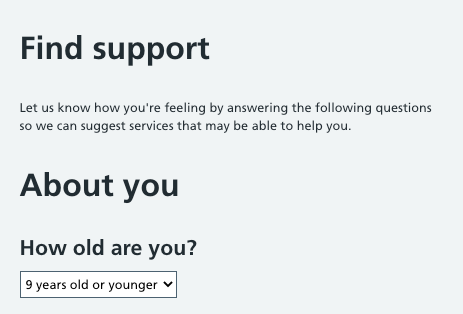 Find support
Let us know how you're feeling by answering the following questions
so we can suggest services that may be able to help you.
About you
How old are you?
9 years old or younger